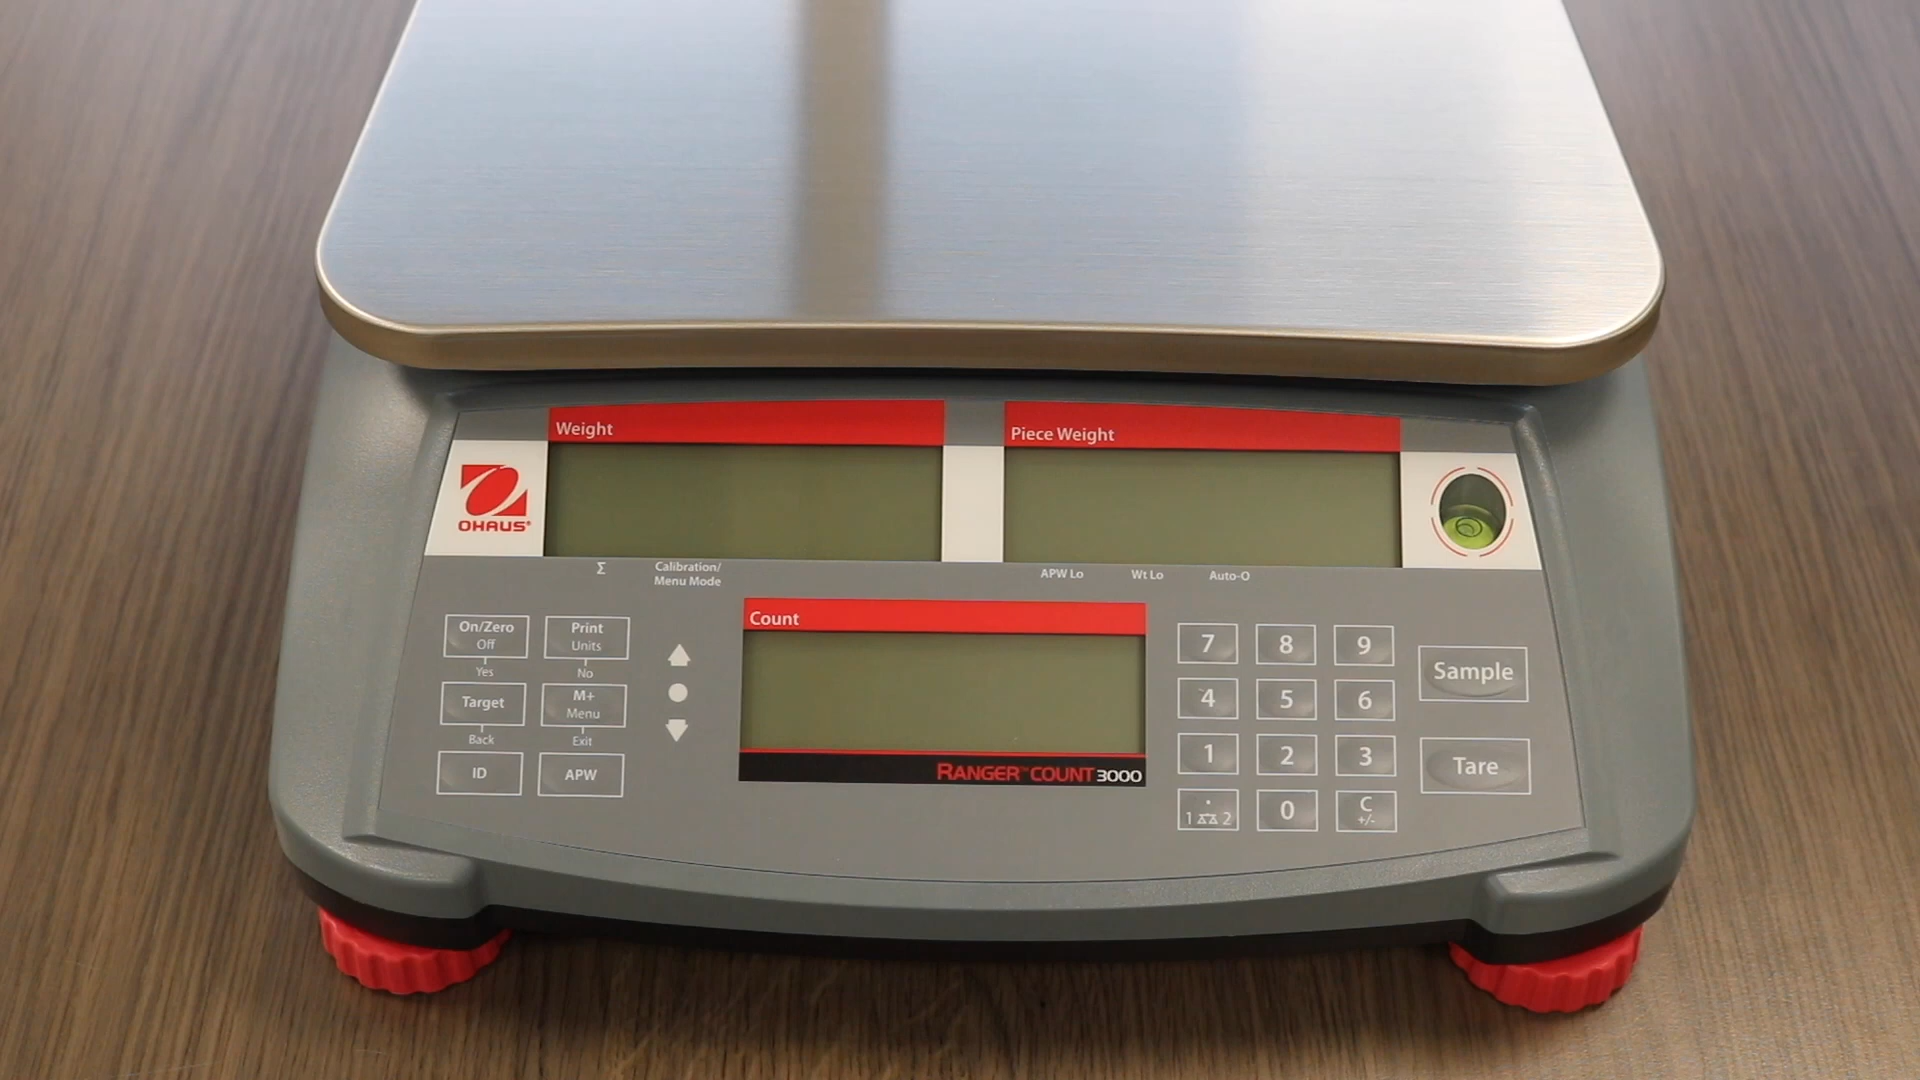 Weight
Piece Weight
OHAUS®
Σ
Calibration/
Menu Mode
APW Lo
Wt Lo
Auto-O
Count
On/Zero
Off
Yes
Print
Units
No
Target
Back
M+
Menu
Exit
ID
APW
RANGER™ COUNT 3000
7 8 9
4 5 6
1 2 3
. 0 C
1 2 +/-
Sample
Tare